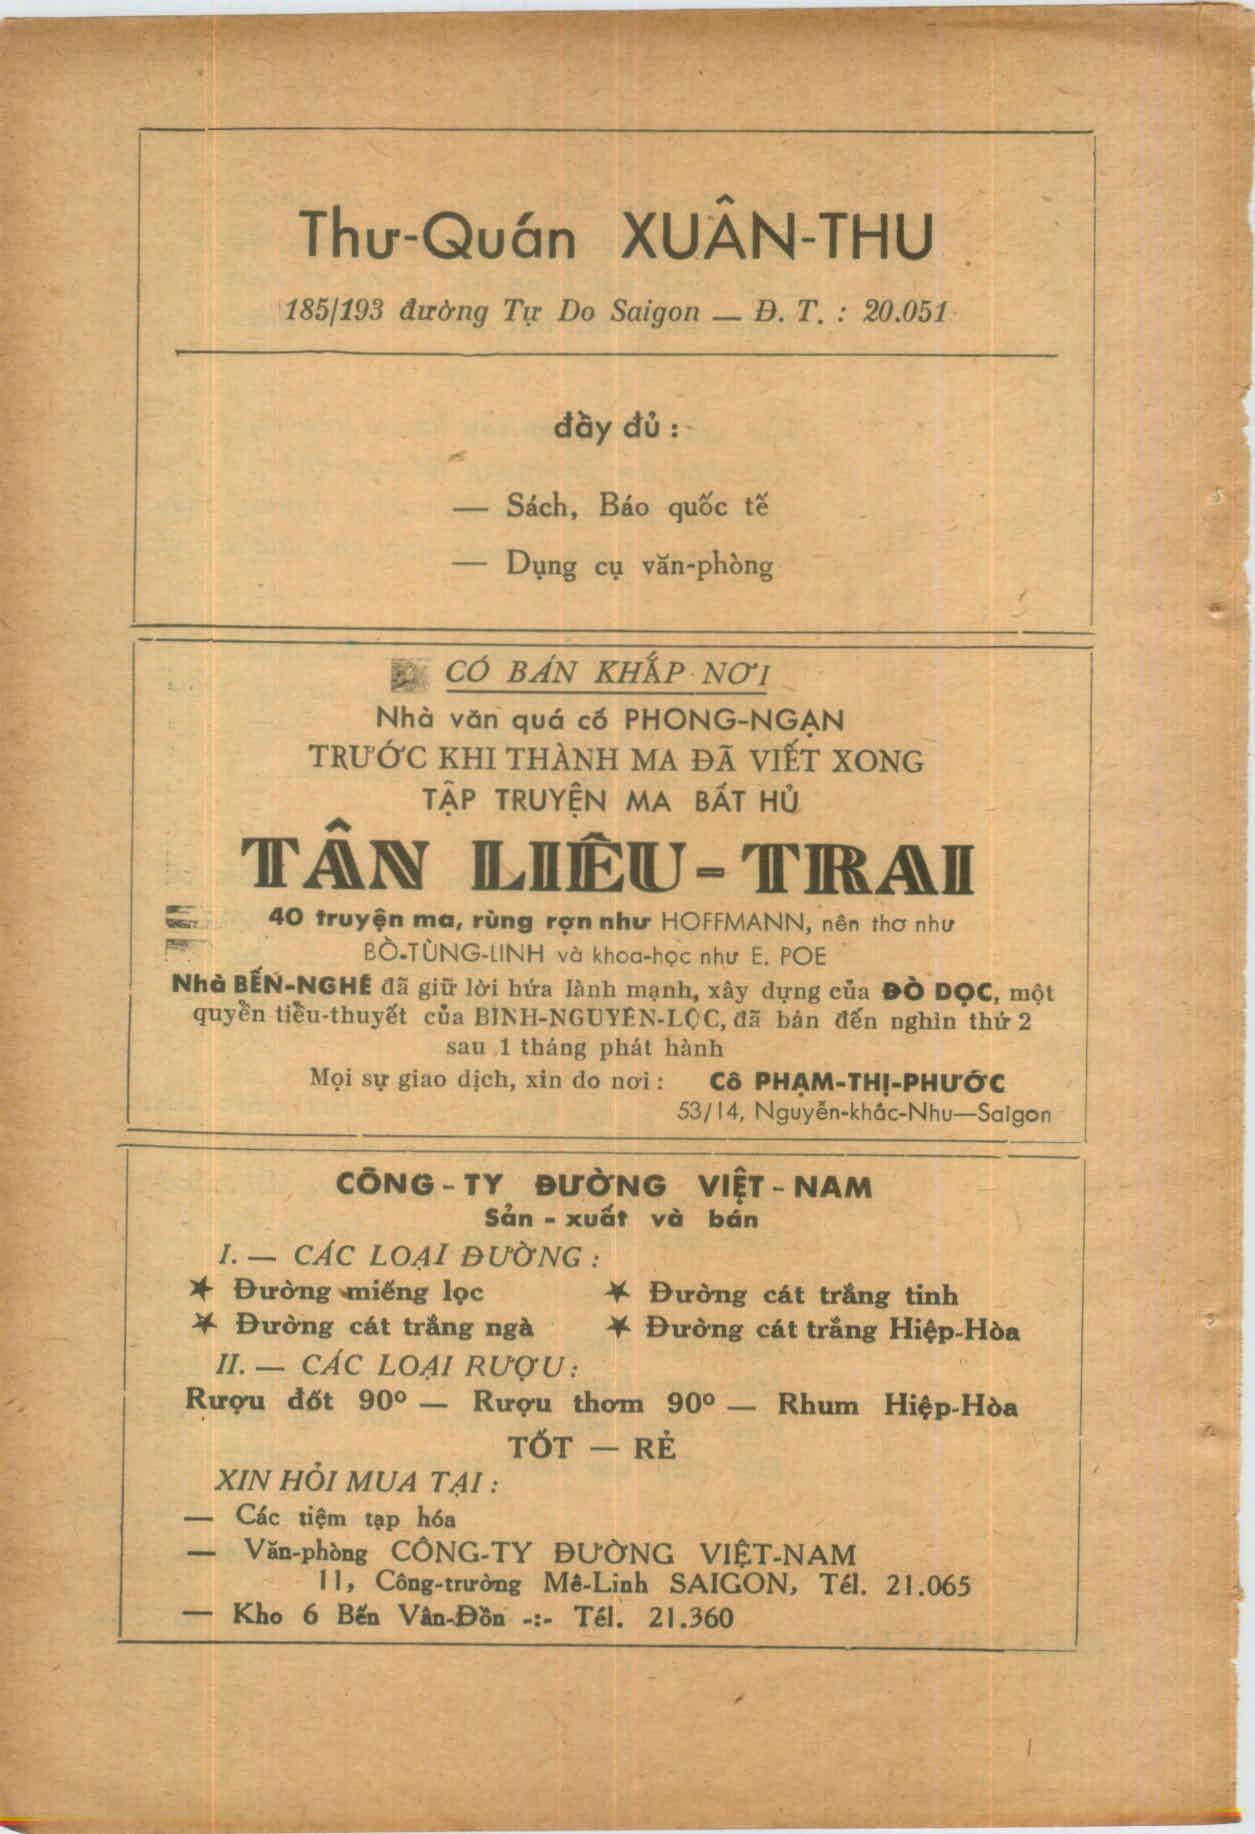 Thư-Quán XUÂN-THU
185/193 đường Tự Do Saigon — Đ. T. : 20.051
đầy đủ :
— Sách, Báo quốc tế
— Dụng cụ văn-phòng
CÓ BÁN KHẮP NƠI
Nhà văn quá cố PHONG-NGẠN
TRƯỚC KHI THÀNH MA ĐÃ VIẾT XONG
TẬP TRUYỆN MA BẤT HỦ
TÂN LIÊU-TRAI
40 truyện ma, rùng rợn như HOFFMANN, nên thơ như
BỒ-TÙNG-LINH và khoa-học như E. POE
Nhà BẾN-NGHÉ đã giữ lời hứa lành mạnh, xây dựng của ĐÒ DỌC, một
quyển tiểu-thuyết của BÌNH-NGUYÊN-LỘC, đã bán đến nghìn thứ 2
sau 1 tháng phát hành
Mọi sự giao dịch, xin do nơi : Cô PHẠM-THỊ-PHƯỚC
53/14, Nguyễn-khắc-Nhu—Saigon
CÔNG-TY ĐƯỜNG VIỆT-NAM
Sản-xuất và bán
I. — CÁC LOẠI ĐƯỜNG :
★ Đường miếng lọc ★ Đường cát trắng tinh
★ Đường cát trắng ngà ★ Đường cát trắng Hiệp-Hòa
II. — CÁC LOẠI RƯỢU :
Rượu đốt 90º — Rượu thơm 90º — Rhum Hiệp-Hòa
TỐT — RẺ
XIN HỎI MUA TẠI :
— Các tiệm tạp hóa
— Văn-phòng CÔNG-TY ĐƯỜNG VIỆT-NAM
11, Công-trường Mê-Linh SAIGON, Tél. 21.065
— Kho 6 Bến Vân-Đồn -:- Tél. 21.360